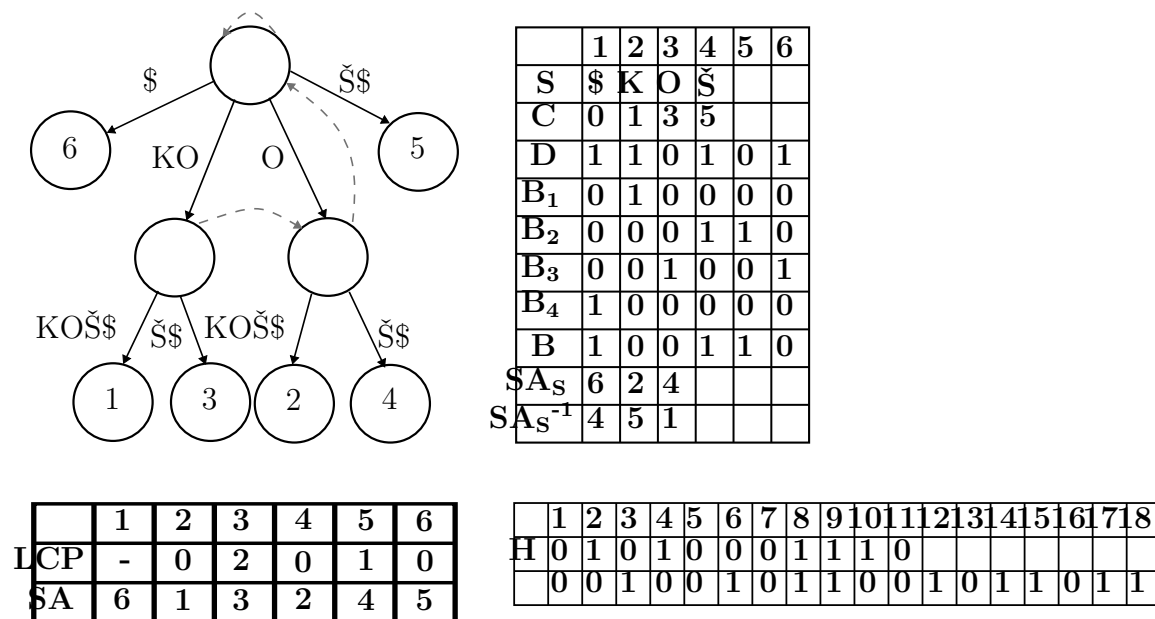 $ Š$
6 5
KO O
KOŠ$ Š$ KOŠ$ Š$
1 3 2 4
1 2 3 4 5 6
S $ K O Š
C 0 1 3 5
D 1 1 0 1 0 1
B₁ 0 1 0 0 0 0
B₂ 0 0 0 1 1 0
B₃ 0 0 1 0 0 1
B₄ 1 0 0 0 0 0
B 1 0 0 1 1 0
SAₛ 6 2 4
SAₛ⁻¹ 4 5 1
1 2 3 4 5 6
LCP - 0 2 0 1 0
SA 6 1 3 2 4 5
1 2 3 4 5 6 7 8 9 10 11 12 13 14 15 16 17 18
H 0 1 0 1 0 0 0 1 1 1 0
0 0 1 0 0 1 0 1 1 0 0 1 0 1 1 0 1 1